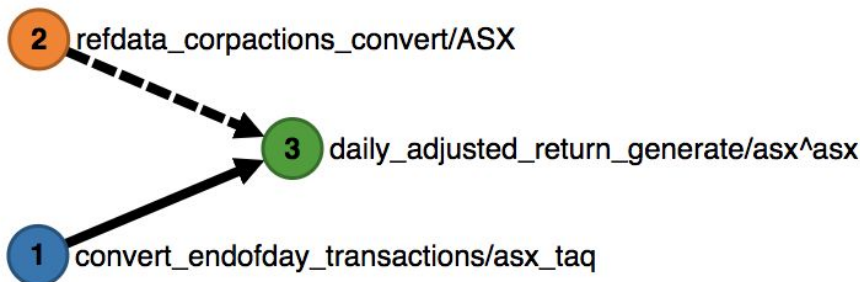 2 refdata_corpactions_convert/ASX
3 daily_adjusted_return_generate/asx^asx
1 convert_endofday_transactions/asx_taq